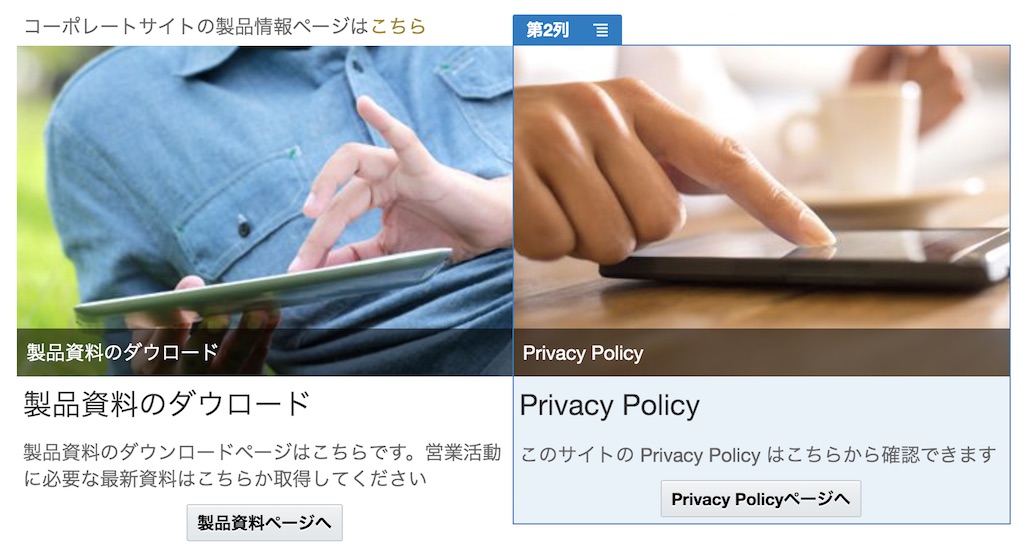 コーポレートサイトの製品情報ページはこちら
第2列
製品資料のダウロード
Privacy Policy
製品資料のダウロード
製品資料のダウンロードページはこちらです。営業活動
に必要な最新資料はこちらか取得してください
製品資料ページへ
Privacy Policy
このサイトの Privacy Policy はこちらから確認できます
Privacy Policyページへ